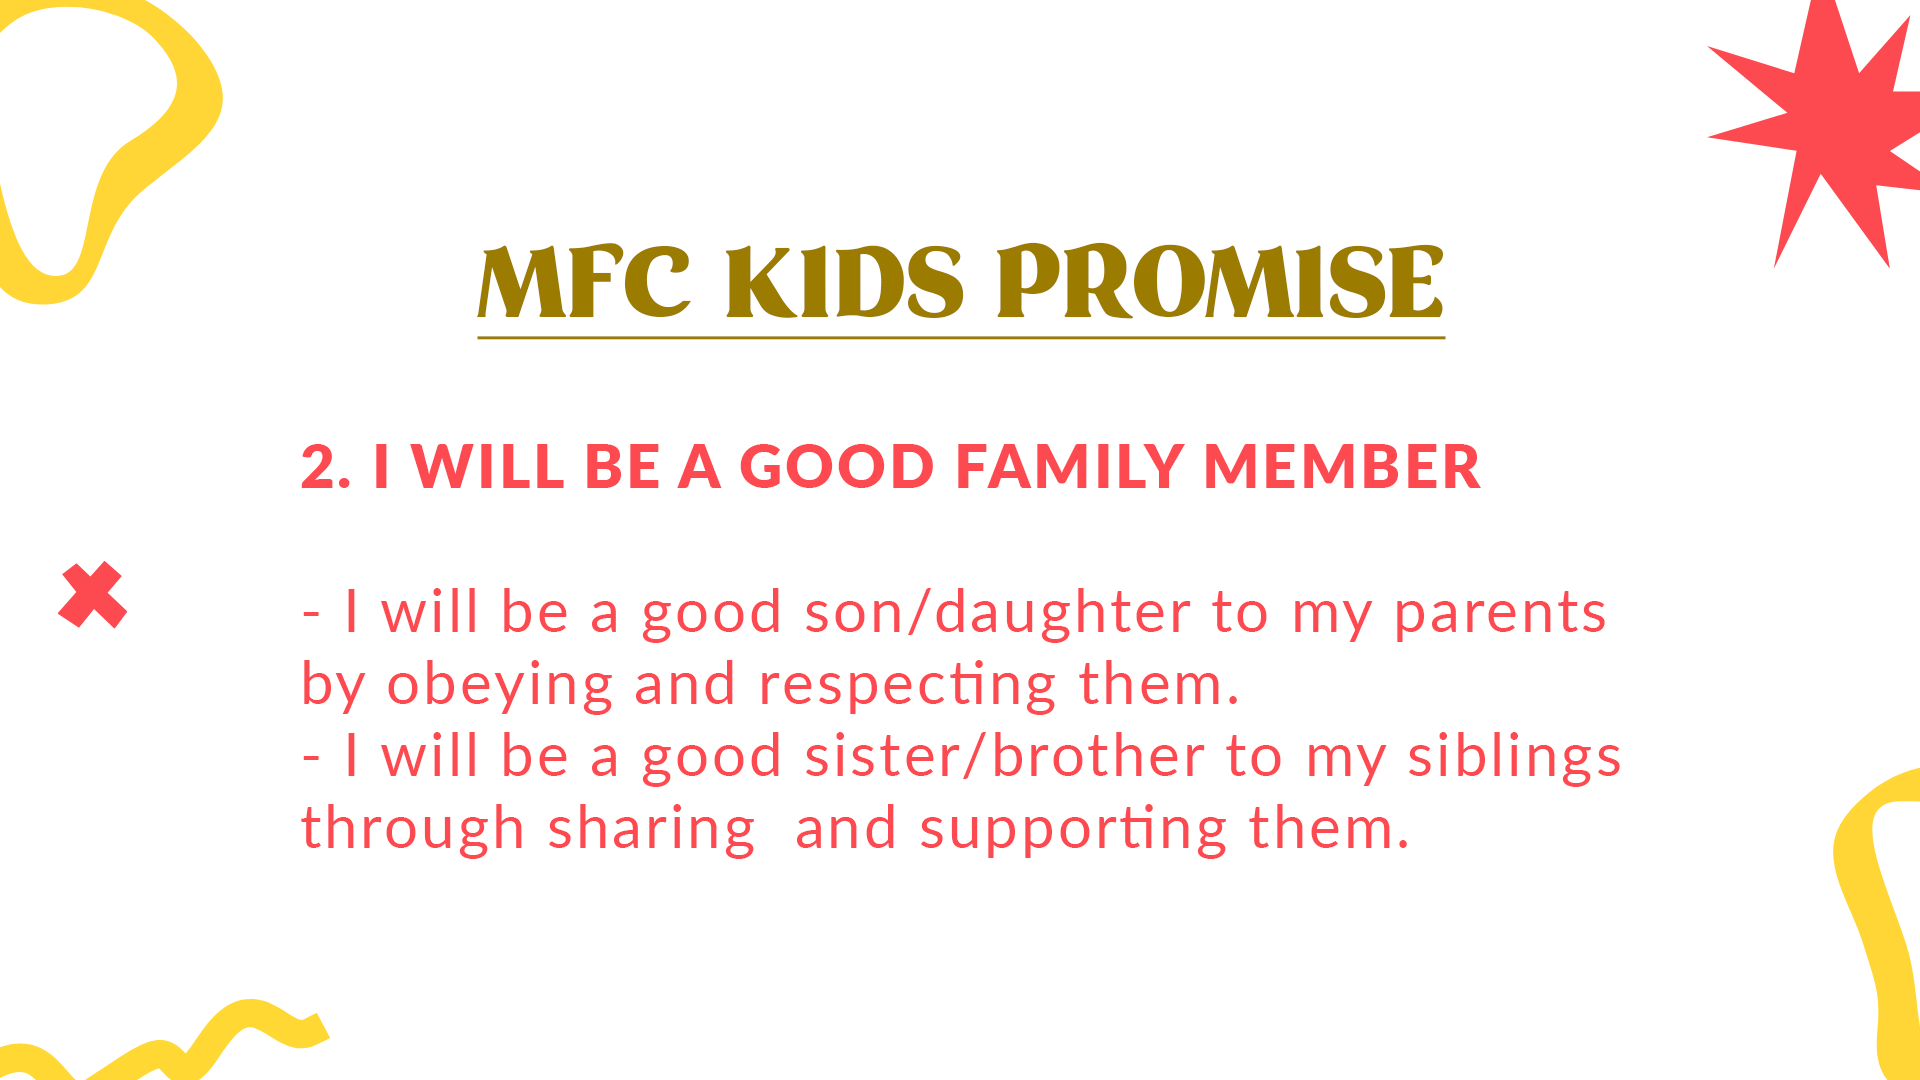 MFC KIDS PROMISE
2. I WILL BE A GOOD FAMILY MEMBER
- I will be a good son/daughter to my parents
by obeying and respecting them.
- I will be a good sister/brother to my siblings
through sharing  and supporting them.